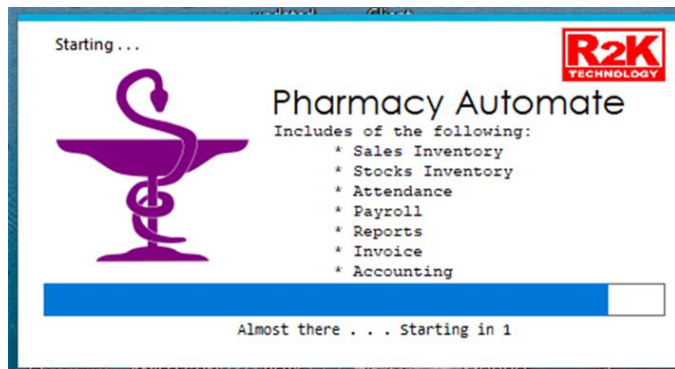 Starting . . .
R2K
TECHNOLOGY
Pharmacy Automate
Includes of the following:
* Sales Inventory
* Stocks Inventory
* Attendance
* Payroll
* Reports
* Invoice
* Accounting
Almost there . . . Starting in 1